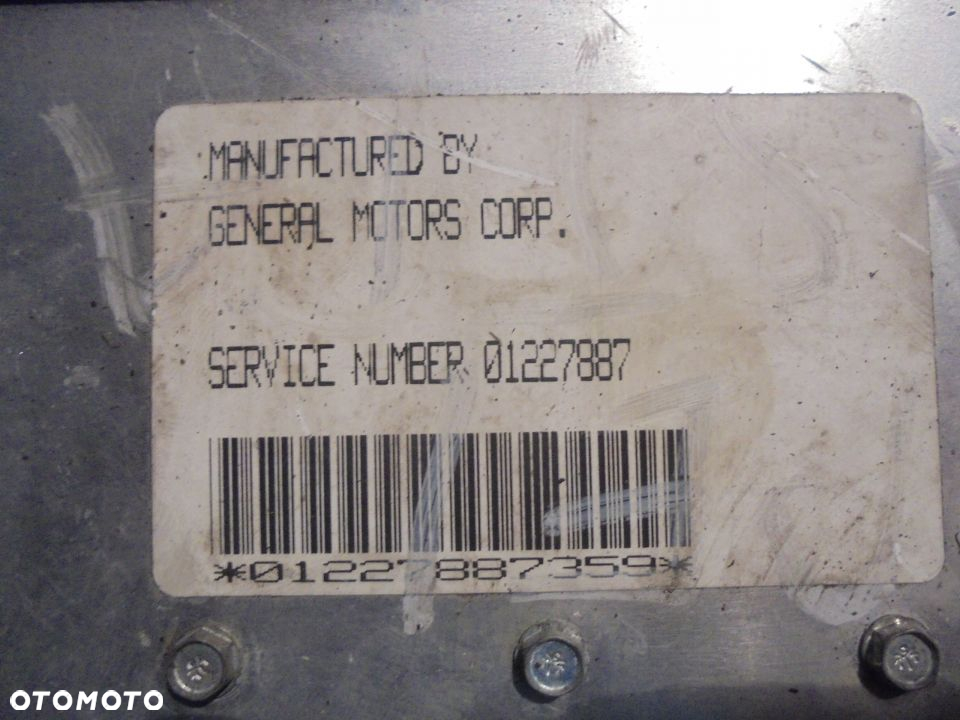 MANUFACTURED BY
GENERAL MOTORS CORP.
SERVICE NUMBER 01227887
*01227887359*
OTOMOTO